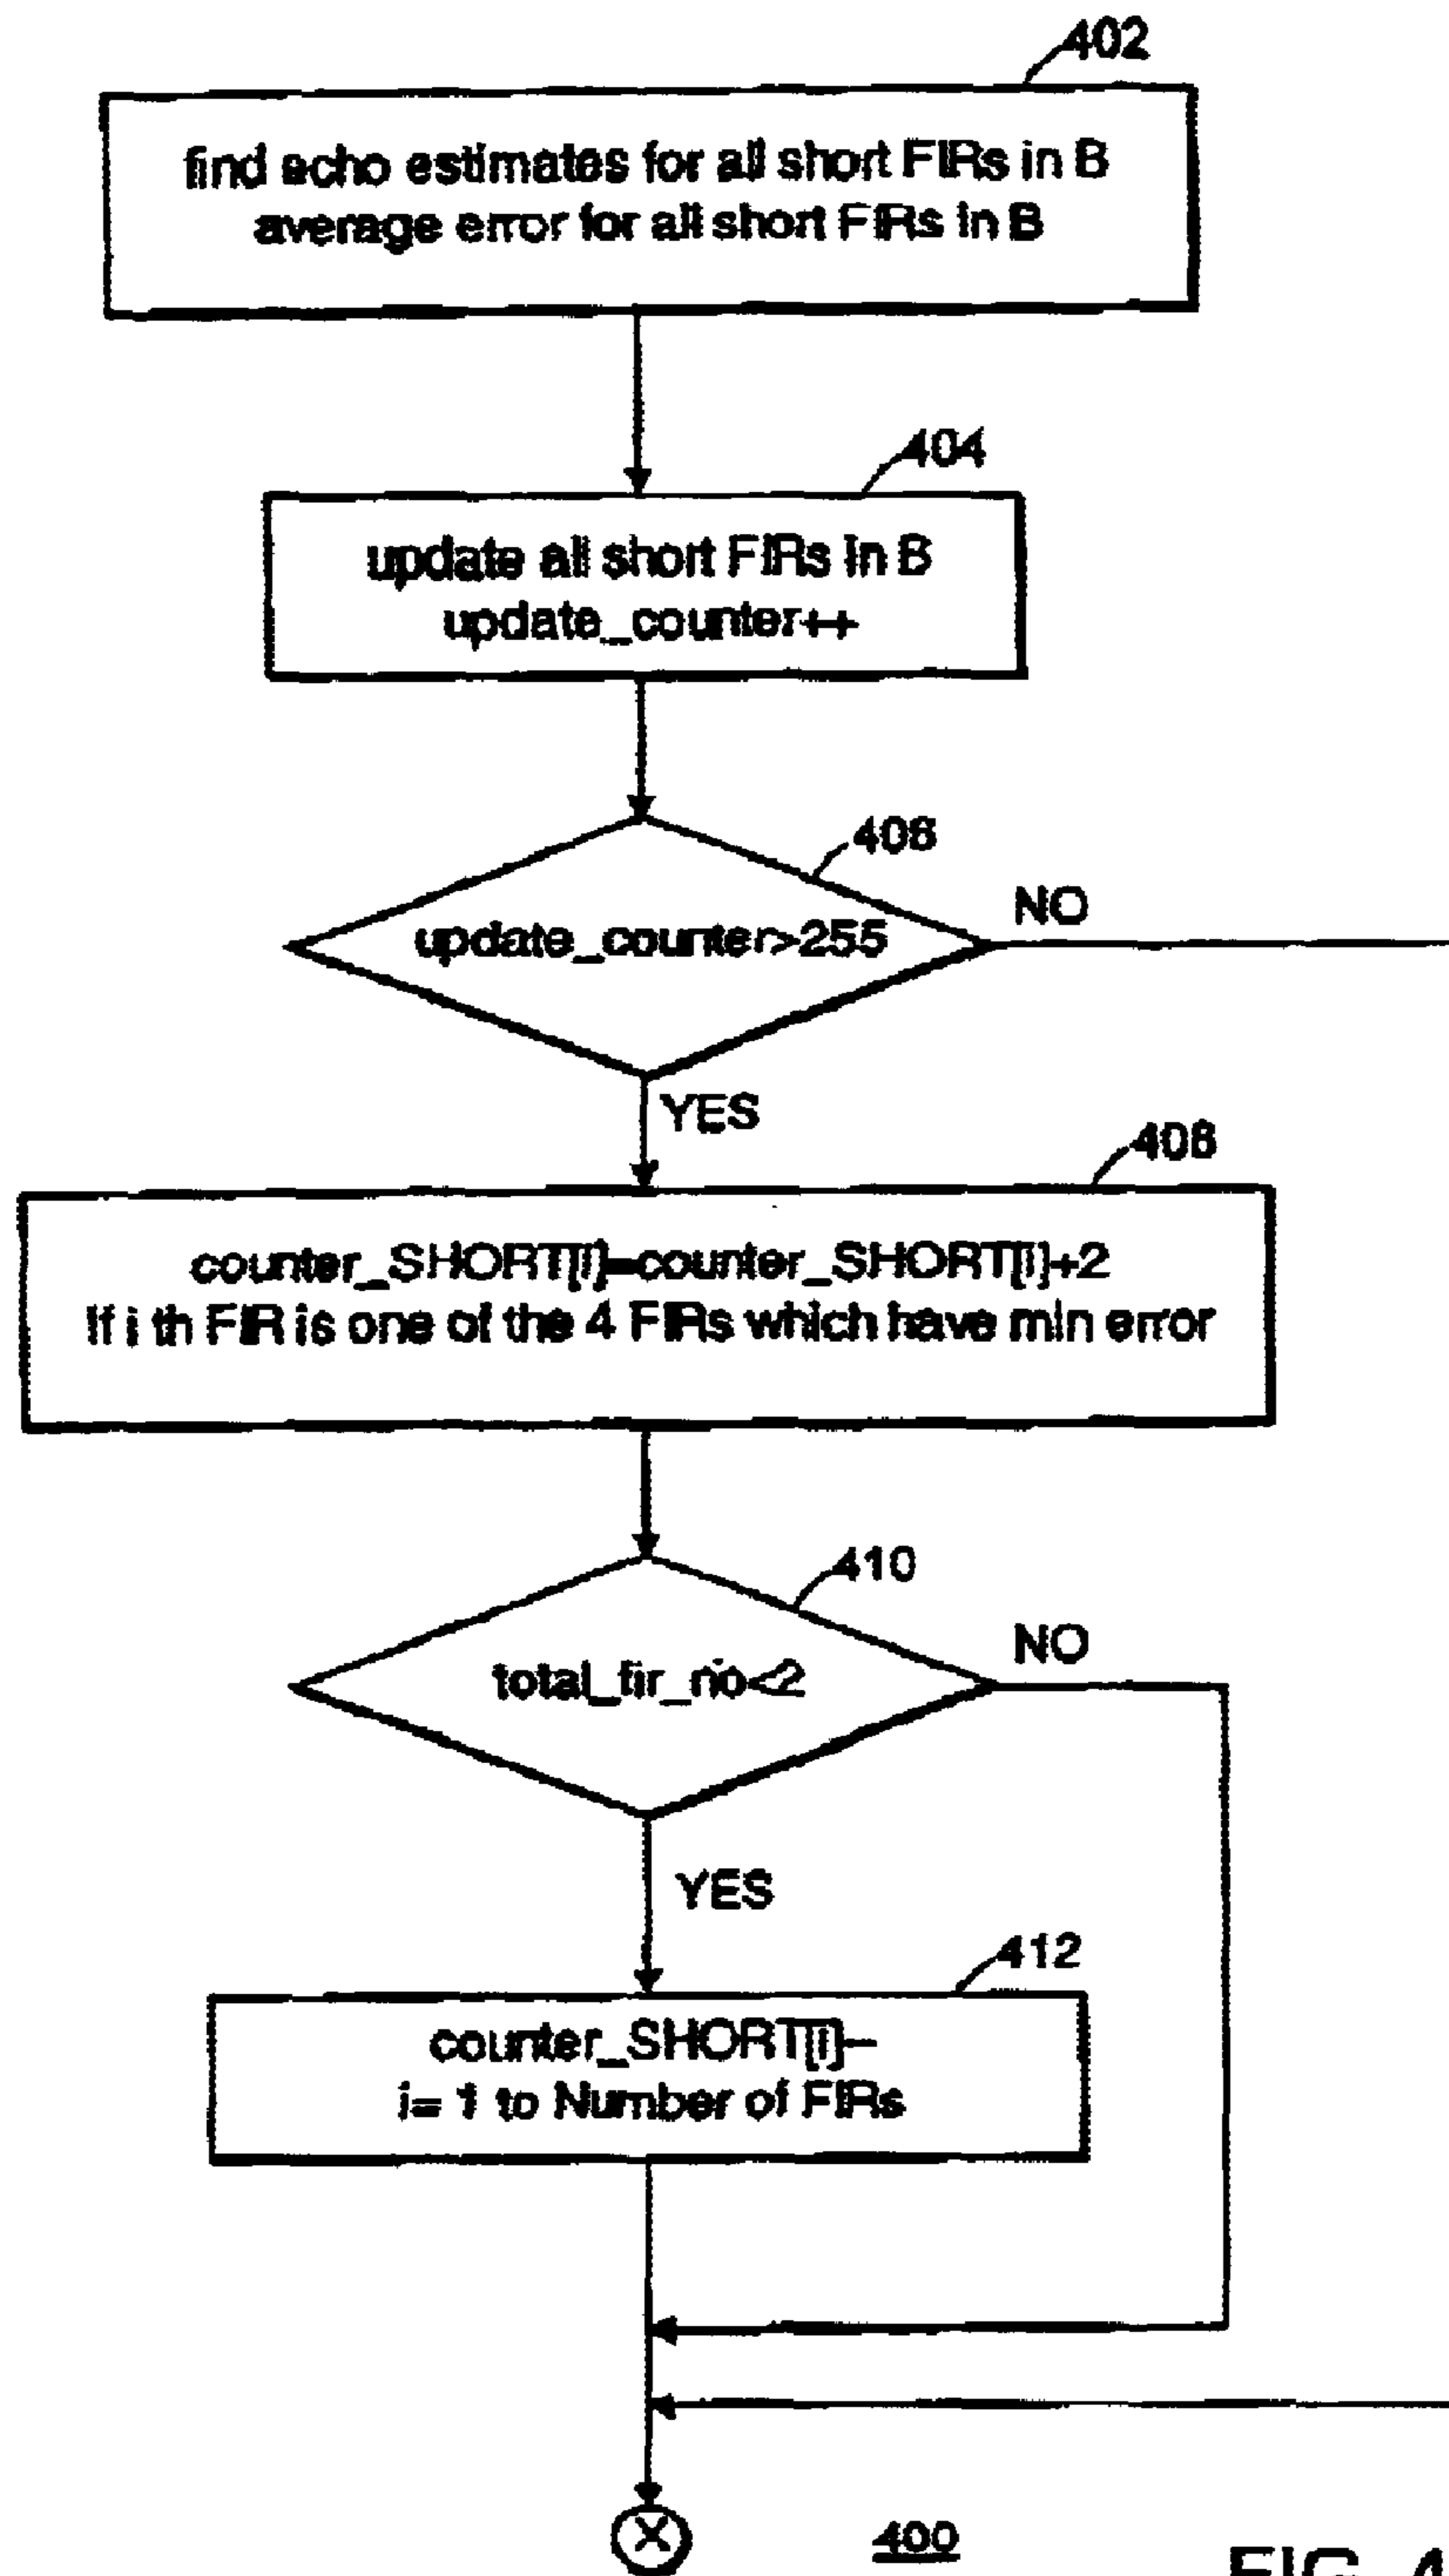 402
find echo estimates for all short FIRs in B
average error for all short FIRs in B
404
update all short FIRs in B
update_counter++
406
update_counter>255
NO
YES
408
counter_SHORT[i]=counter_SHORT[i]+2
If i th FIR is one of the 4 FIRs which have min error
410
total_fir_no<2
NO
YES
412
counter_SHORT[i]--
i= 1 to Number of FIRs
X
400
FIG. 4